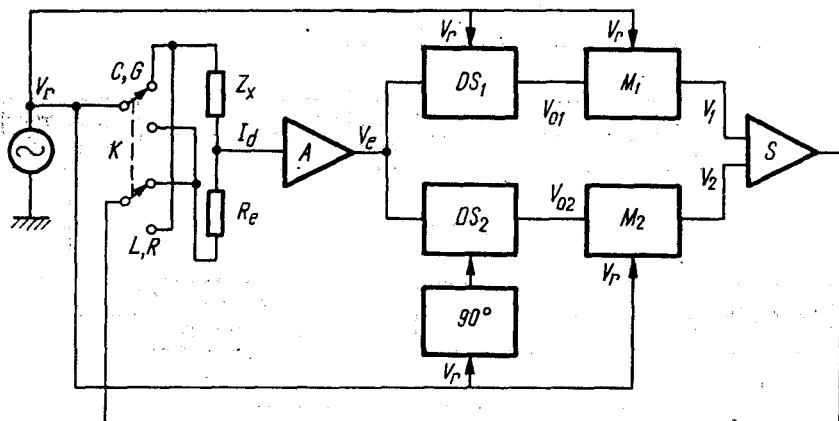 V_r V_r
C,G
V_r
Z_x
DS_1
M_1
V_01
V_1
K
I_d
A
V_e
S
V_2
R_e
DS_2
V_02
M_2
L,R
V_r
90°
V_r